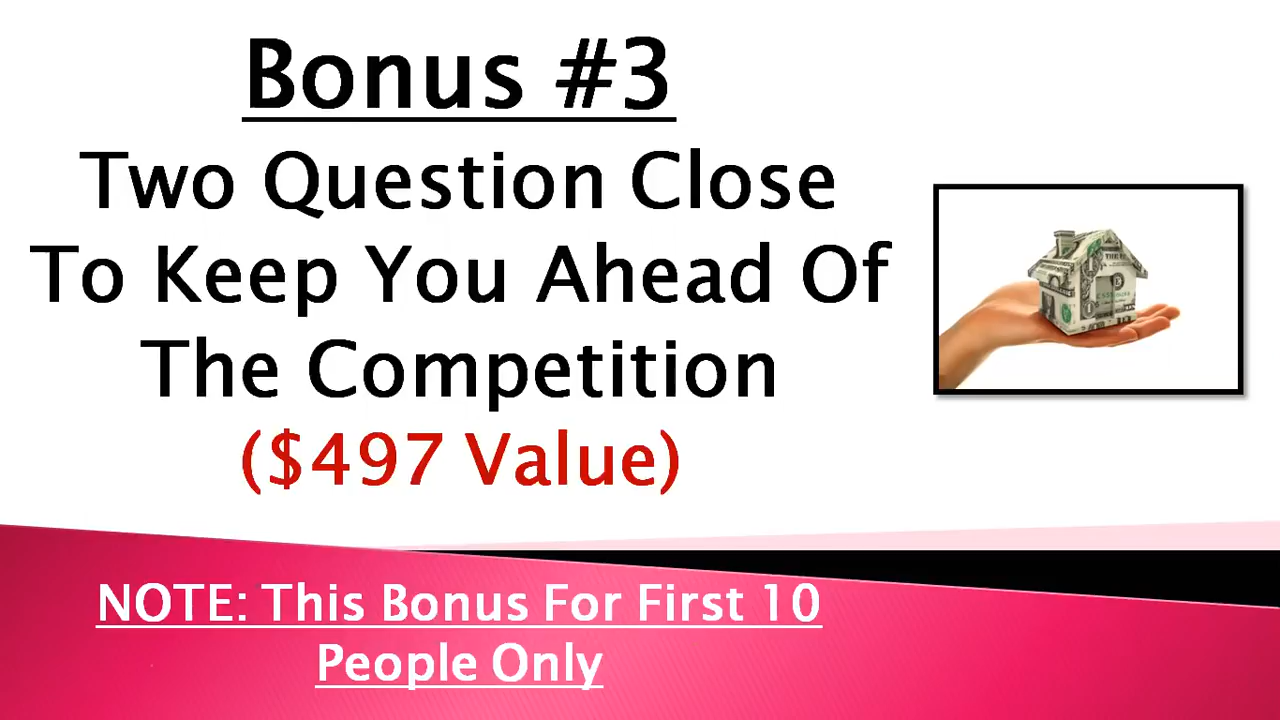 Bonus #3
Two Question Close
To Keep You Ahead Of
The Competition
($497 Value)
NOTE: This Bonus For First 10
People Only